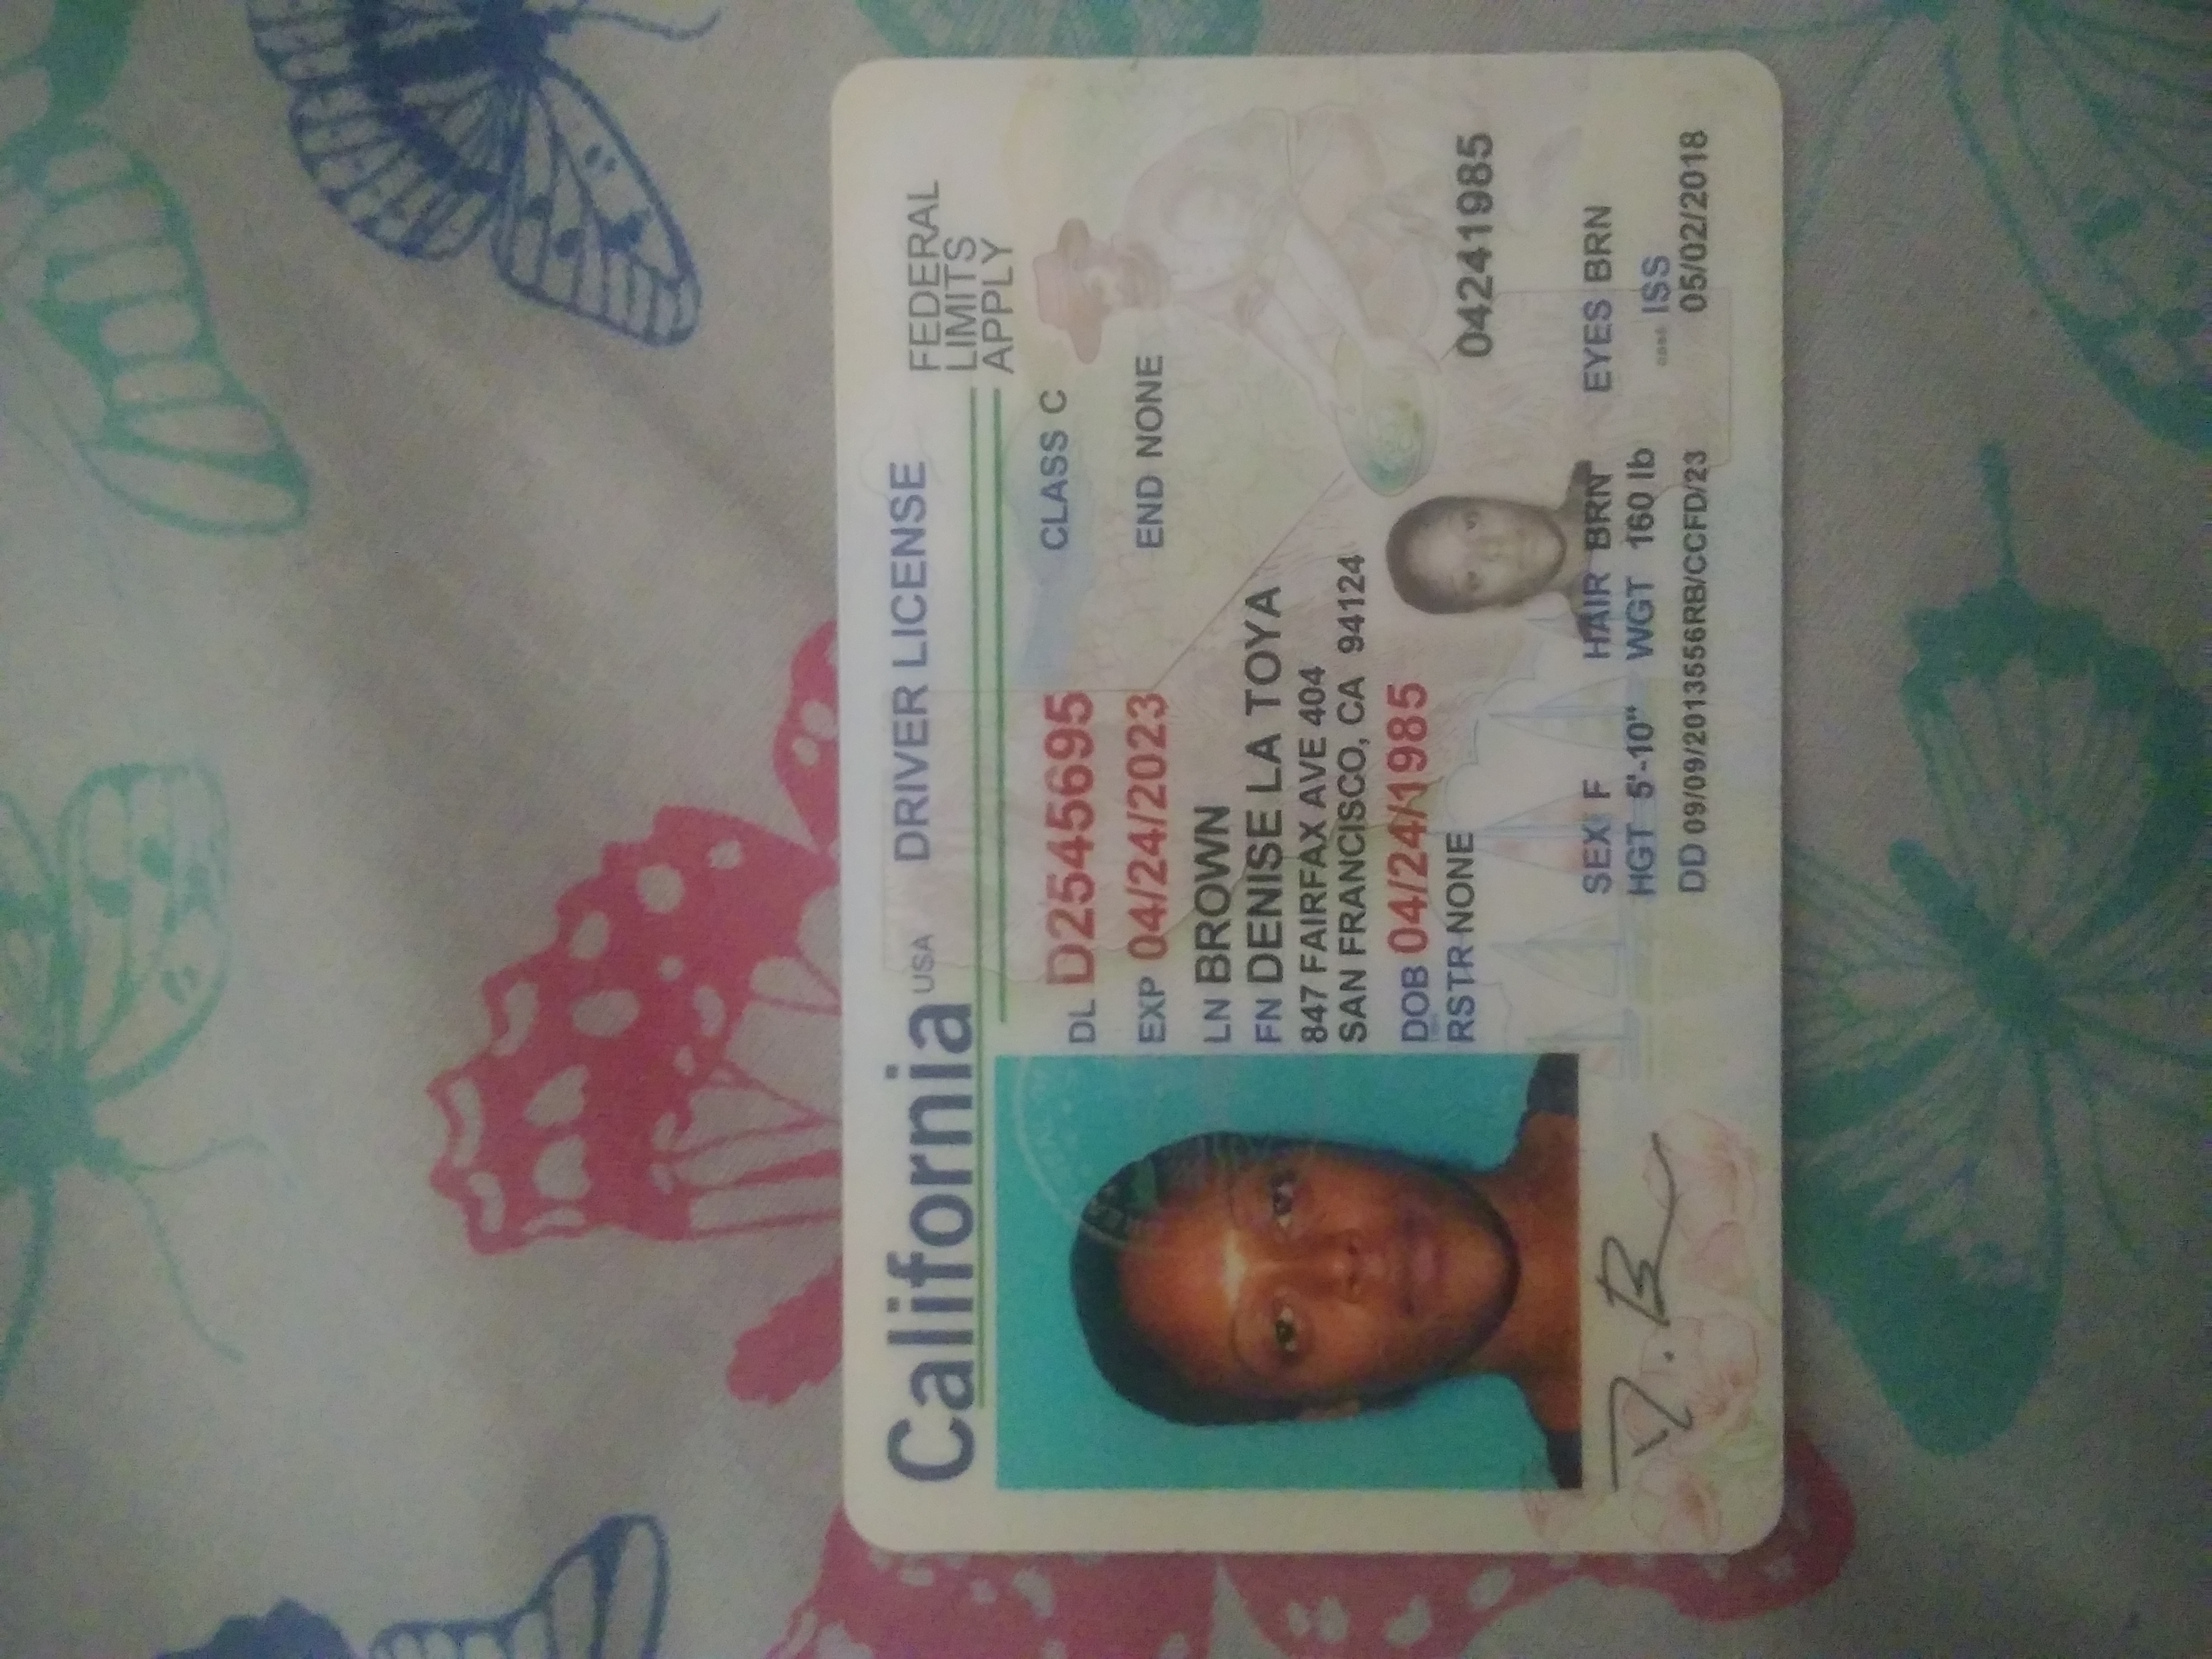 California USA DRIVER LICENSE
FEDERAL
LIMITS
APPLY
DL D2545695 CLASS C
EXP 04/24/2023 END NONE
LN BROWN
FN DENISE LA TOYA
847 FAIRFAX AVE 404
SAN FRANCISCO, CA 94124
DOB 04/24/1985
RSTR NONE
04241985
SEX F HAIR BRN EYES BRN
HGT 5'-10" WGT 160 lb ISS
DD 09/09/2013556RB/CCFD/23 05/02/2018
D. B